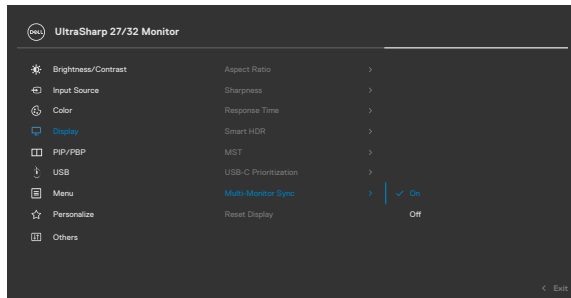 DELL UltraSharp 27/32 Monitor
Brightness/Contrast Aspect Ratio >
Input Source Sharpness >
Color Response Time >
Display Smart HDR >
PIP/PBP MST >
USB USB-C Prioritization >
Menu Multi-Monitor Sync > ✓ On
Personalize Reset Display Off
Others
< Exit